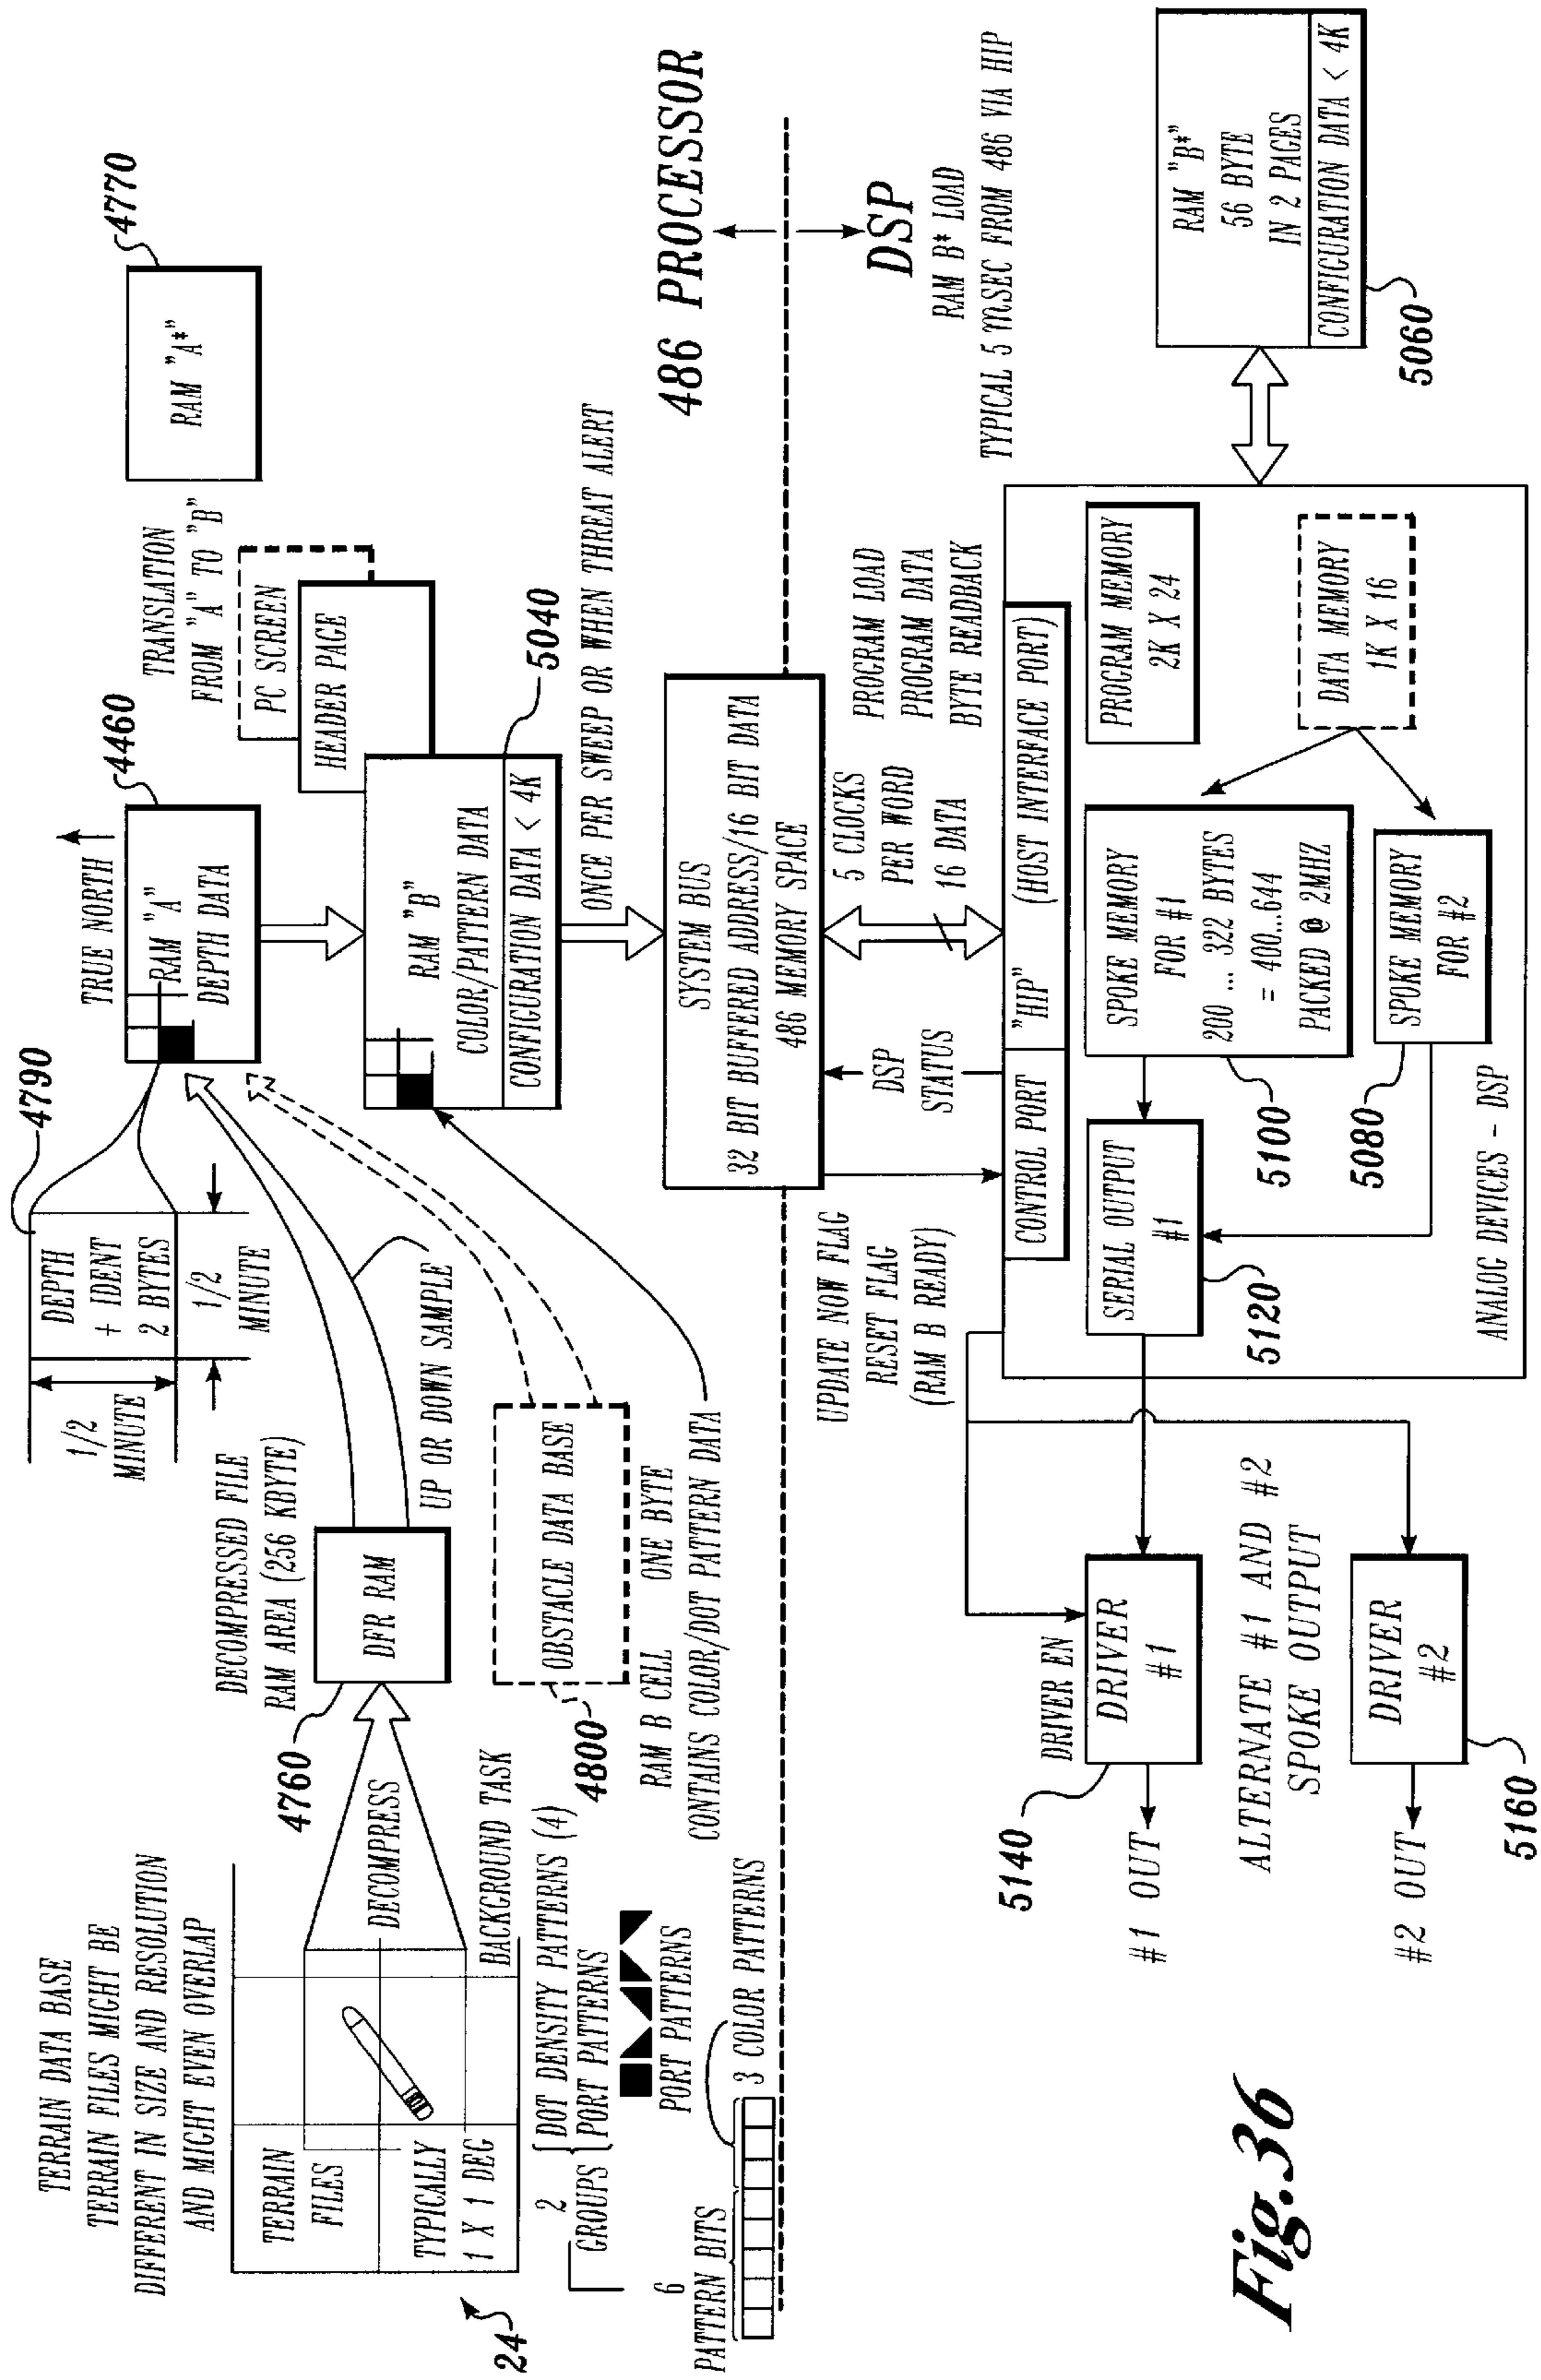 TERRAIN DATA BASE
TERRAIN FILES MIGHT BE
DIFFERENT IN SIZE AND RESOLUTION
AND MIGHT EVEN OVERLAP
TERRAIN
FILES
TYPICALLY
1 X 1 DEG
24
DECOMPRESS
BACKGROUND TASK
2
GROUPS
DOT DENSITY PATTERNS (4)
PORT PATTERNS
PORT PATTERNS
6
PATTERN BITS
3 COLOR PATTERNS
DECOMPRESSED FILE
RAM AREA (256 KBYTE)
DFR RAM
4760
UP OR DOWN SAMPLE
OBSTACLE DATA BASE
4800
RAM B CELL ONE BYTE
CONTAINS COLOR/DOT PATTERN DATA
1/2
MINUTE
DEPTH
+ IDENT
2 BYTES
1/2
MINUTE
4790
TRUE NORTH
RAM "A"
DEPTH DATA
4460
TRANSLATION
FROM "A" TO "B"
PC SCREEN
HEADER PAGE
RAM "B"
COLOR/PATTERN DATA
CONFIGURATION DATA < 4K
5040
RAM "A*"
4770
ONCE PER SWEEP OR WHEN THREAT ALERT
486 PROCESSOR
SYSTEM BUS
32 BIT BUFFERED ADDRESS/16 BIT DATA
486 MEMORY SPACE
DSP
RAM B* LOAD
TYPICAL 5 mSEC FROM 486 VIA HIP
UPDATE NOW FLAG
RESET FLAG
(RAM B READY)
DSP
STATUS
5 CLOCKS
PER WORD
16 DATA
PROGRAM LOAD
PROGRAM DATA
BYTE READBACK
CONTROL PORT
"HIP" (HOST INTERFACE PORT)
SERIAL OUTPUT
#1
5120
SPOKE MEMORY
FOR #1
200 ... 322 BYTES
= 400...644
PACKED @ 2MHZ
5100
SPOKE MEMORY
FOR #2
5080
PROGRAM MEMORY
2K X 24
DATA MEMORY
1K X 16
ANALOG DEVICES - DSP
RAM "B*"
56 BYTE
IN 2 PAGES
CONFIGURATION DATA < 4K
5060
DRIVER EN
DRIVER
#1
5140
#1 OUT
ALTERNATE #1 AND #2
SPOKE OUTPUT
DRIVER
#2
5160
#2 OUT
Fig.36